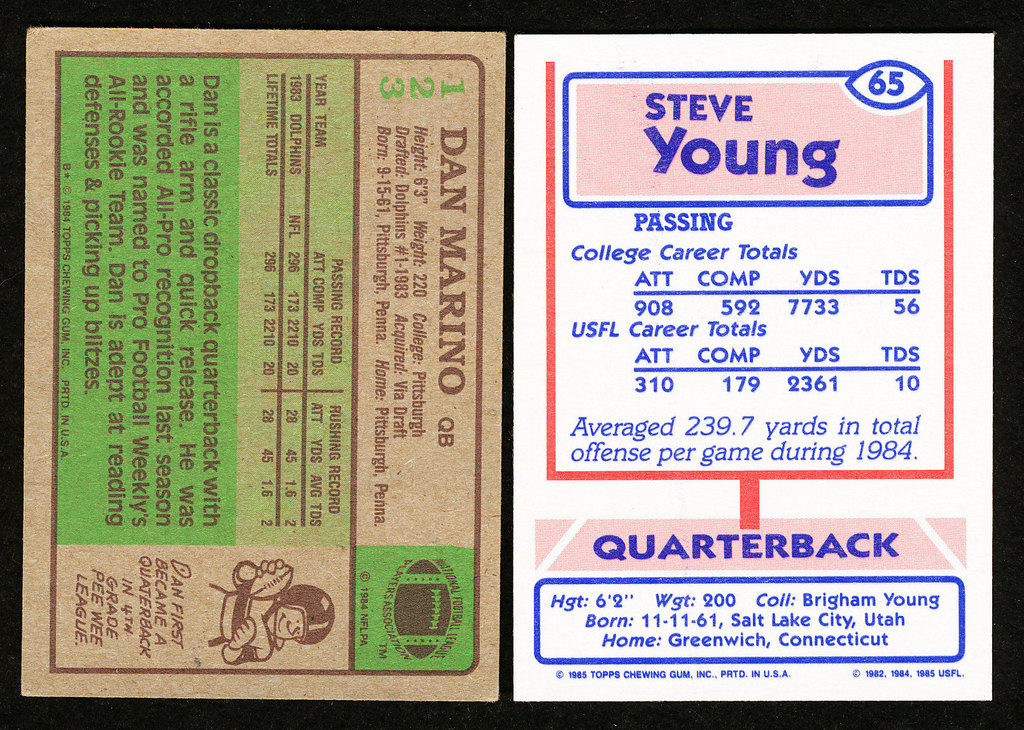 123
DAN MARINO QB
Height: 6'3" Weight: 220 College: Pittsburgh
Drafted: Dolphins #1-1983 Acquired: Via Draft
Born: 9-15-61, Pittsburgh, Penna. Home: Pittsburgh, Penna.
NATIONAL FOOTBALL LEAGUE
PLAYERS ASSOCIATION
TM
© 1984 NFLPA
PASSING RECORD RUSHING RECORD
YEAR TEAM ATT COMP YDS TDS ATT YDS AVG TDS
1983 DOLPHINS NFL 296 173 2210 20 28 45 1.6 2
LIFETIME TOTALS 296 173 2210 20 28 45 1.6 2
Dan is a classic dropback quarterback with
a rifle arm and quick release. He was
accorded All-Pro recognition last season
and was named to Pro Football Weekly's
All-Rookie Team. Dan is adept at reading
defenses & picking up blitzes.
DAN FIRST
BECAME A
QUATERBACK
IN 4TH
GRADE
PEE WEE
LEAGUE.
B* © 1984 TOPPS CHEWING GUM, INC. PRTD. IN U.S.A.
65
STEVE
Young
PASSING
College Career Totals
ATT COMP YDS TDS
908 592 7733 56
USFL Career Totals
ATT COMP YDS TDS
310 179 2361 10
Averaged 239.7 yards in total
offense per game during 1984.
QUARTERBACK
Hgt: 6'2" Wgt: 200 Coll: Brigham Young
Born: 11-11-61, Salt Lake City, Utah
Home: Greenwich, Connecticut
© 1985 TOPPS CHEWING GUM, INC., PRTD. IN U.S.A. © 1982, 1984, 1985 USFL.